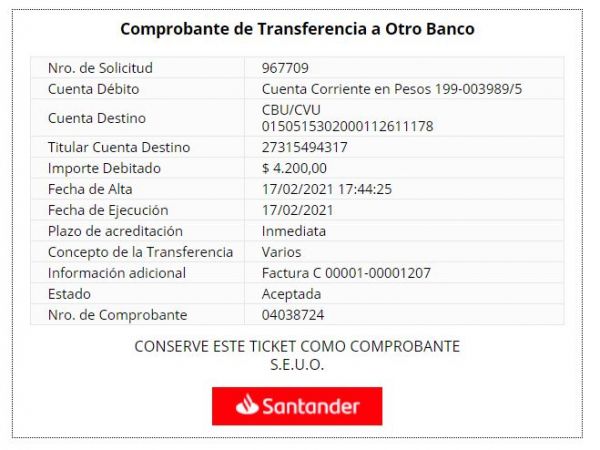 Comprobante de Transferencia a Otro Banco
Nro. de Solicitud 967709
Cuenta Débito Cuenta Corriente en Pesos 199-003989/5
Cuenta Destino CBU/CVU
0150515302000112611178
Titular Cuenta Destino 27315494317
Importe Debitado $ 4.200,00
Fecha de Alta 17/02/2021 17:44:25
Fecha de Ejecución 17/02/2021
Plazo de acreditación Inmediata
Concepto de la Transferencia Varios
Información adicional Factura C 00001-00001207
Estado Aceptada
Nro. de Comprobante 04038724
CONSERVE ESTE TICKET COMO COMPROBANTE
S.E.U.O.
Santander